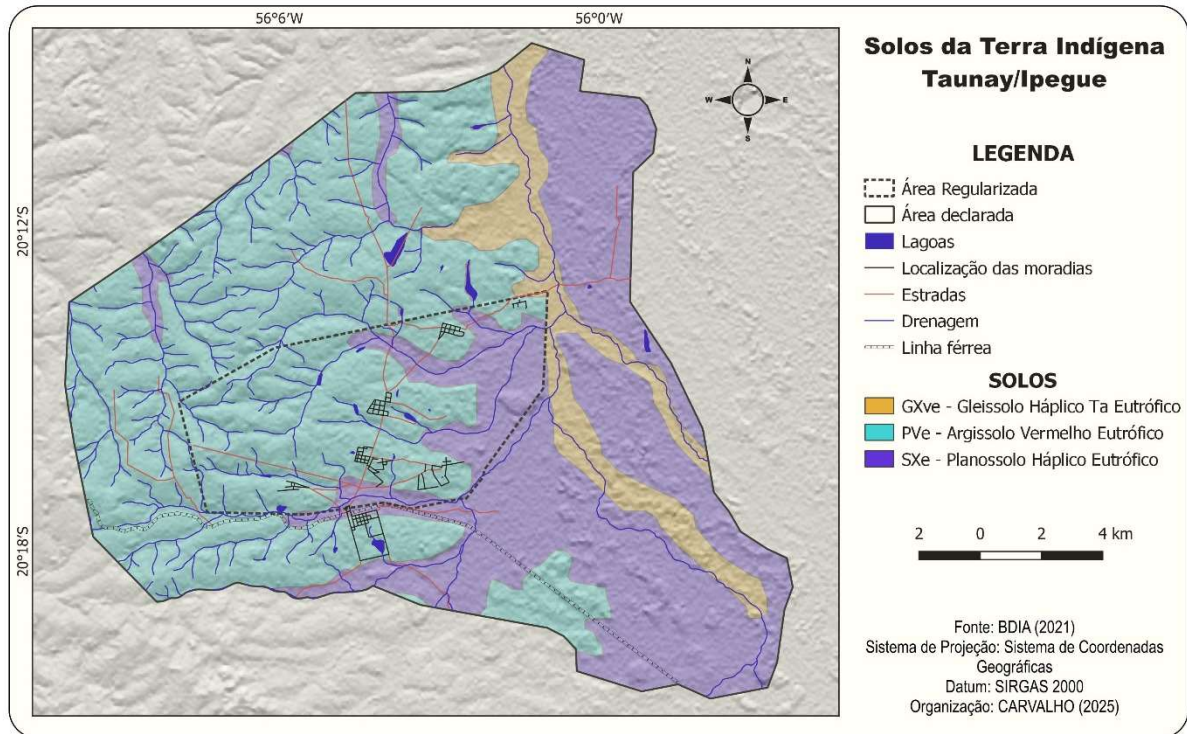 56°6'W
56°0'W
20°12'S
20°18'S
N
W
E
S
Solos da Terra Indígena
Taunay/Ipegue
LEGENDA
Área Regularizada
Área declarada
Lagoas
Localização das moradias
Estradas
Drenagem
Linha férrea
SOLOS
GXve - Gleissolo Háplico Ta Eutrófico
PVe - Argissolo Vermelho Eutrófico
SXe - Planossolo Háplico Eutrófico
2 0 2 4 km
Fonte: BDIA (2021)
Sistema de Projeção: Sistema de Coordenadas
Geográficas
Datum: SIRGAS 2000
Organização: CARVALHO (2025)